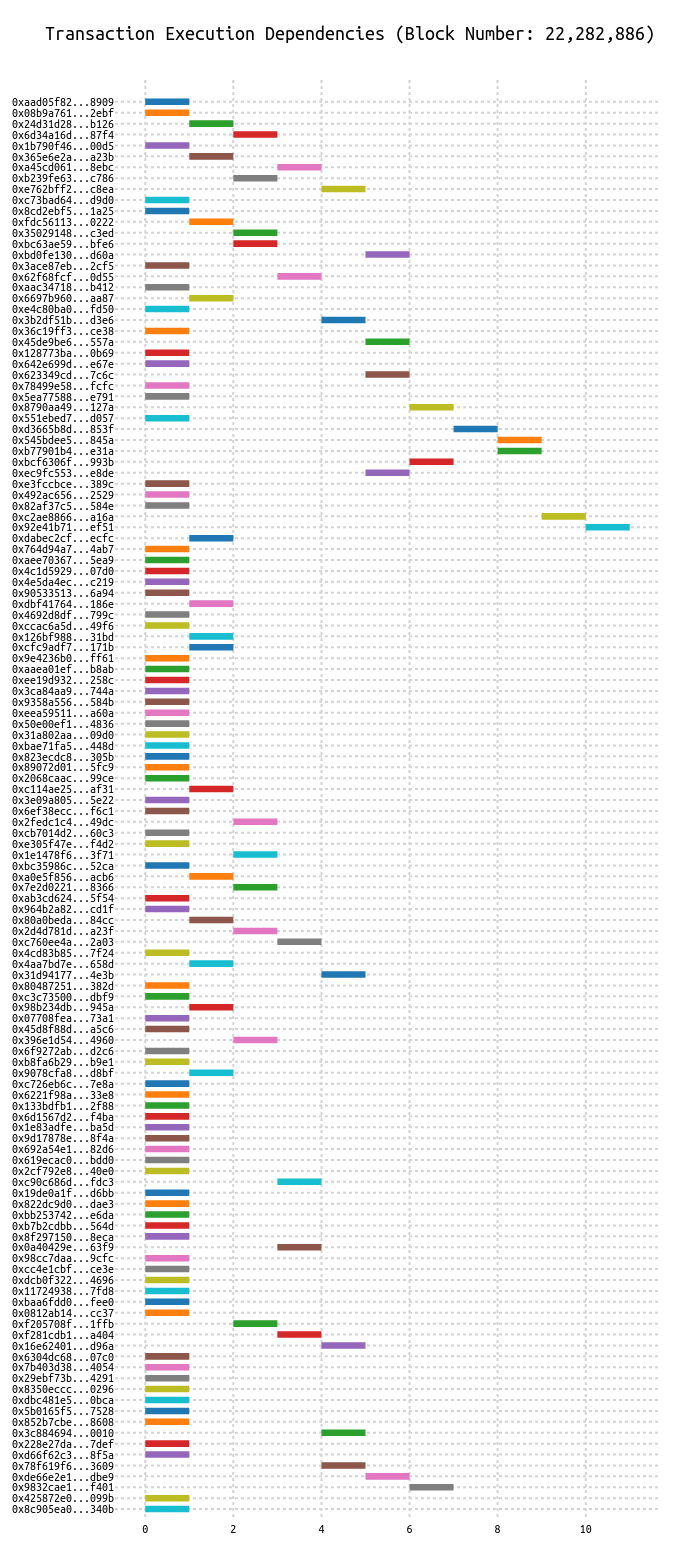 Transaction Execution Dependencies (Block Number: 22,282,886)
0xaad05f82...8909
0x08b9a761...2ebf
0x24d31d28...b126
0x6d34a16d...87f4
0x1b790f46...00d5
0x365e6e2a...a23b
0xa45cd061...8ebc
0xb239fe63...c786
0xe762bff2...c8ea
0xc73bad64...d9d0
0x8cd2ebf5...1a25
0xfdc56113...0222
0x35029148...c3ed
0xbc63ae59...bfe6
0xbd0fe130...d60a
0x3ace87eb...2cf5
0x62f68fcf...0d55
0xaac34718...b412
0x6697b960...aa87
0xe4c80ba0...fd50
0x3b2df51b...d3e6
0x36c19ff3...ce38
0x45de9be6...557a
0x128773ba...0b69
0x642e699d...e67e
0x623349cd...7c6c
0x78499e58...fcfc
0x5ea77588...e791
0x8790aa49...127a
0x551ebed7...d057
0xd3665b8d...853f
0x545bdee5...845a
0xb77901b4...e31a
0xbcf6306f...993b
0xec9fc553...e8de
0xe3fccbce...389c
0x492ac656...2529
0x82af37c5...584e
0xc2ae8866...a16a
0x92e41b71...ef51
0xdabec2cf...ecfc
0x764d94a7...4ab7
0xaee70367...5ea9
0x4c1d5929...07d0
0x4e5da4ec...c219
0x90533513...6a94
0xdbf41764...186e
0x4692d8df...799c
0xccac6a5d...49f6
0x126bf988...31bd
0xcfc9adf7...171b
0x9e4236b0...ff61
0xaaea01ef...b8ab
0xee19d932...258c
0x3ca84aa9...744a
0x9358a556...584b
0xeea59511...a60a
0x50e00ef1...4836
0x31a802aa...09d0
0xbae71fa5...448d
0x823ecdc8...305b
0x89072d01...5fc9
0x2068caac...99ce
0xc114ae25...af31
0x3e09a805...5e22
0x6ef38ecc...f6c1
0x2fedc1c4...49dc
0xcb7014d2...60c3
0xe305f47e...f4d2
0x1e1478f6...3f71
0xbc35986c...52ca
0xa0e5f856...acb6
0x7e2d0221...8366
0xab3cd624...5f54
0x964b2a82...cd1f
0x80a0beda...84cc
0x2d4d781d...a23f
0xc760ee4a...2a03
0x4cd83b85...7f24
0x4aa7bd7e...658d
0x31d94177...4e3b
0x80487251...382d
0xc3c73500...dbf9
0x98b234db...945a
0x07708fea...73a1
0x45d8f88d...a5c6
0x396e1d54...4960
0x6f9272ab...d2c6
0xb8fa6b29...b9e1
0x9078cfa8...d8bf
0xc726eb6c...7e8a
0x6221f98a...33e8
0x133bdfb1...2f88
0x6d1567d2...f4ba
0x1e83adfe...ba5d
0x9d17878e...8f4a
0x692a54e1...82d6
0x619ecac0...bdd0
0x2cf792e8...40e0
0xc90c686d...fdc3
0x19de0a1f...d6bb
0x822dc9d0...dae3
0xbb253742...e6da
0xb7b2cdbb...564d
0x8f297150...8eca
0x0a40429e...63f9
0x98cc7daa...9cfc
0xcc4e1cbf...ce3e
0xdcb0f322...4696
0x11724938...7fd8
0xbaa6fdd0...fee0
0x0812ab14...cc37
0xf205708f...1ffb
0xf281cdb1...a404
0x16e62401...d96a
0x6304dc68...07c0
0x7b403d38...4054
0x29ebf73b...4291
0x8350eccc...0296
0xdbc481e5...0bca
0x5b0165f5...7528
0x852b7cbe...8608
0x3c884694...0010
0x228e27da...7def
0xd66f62c3...8f5a
0x78f619f6...3609
0xde66e2e1...dbe9
0x9832cae1...f401
0x425872e0...099b
0x8c905ea0...340b
0 2 4 6 8 10